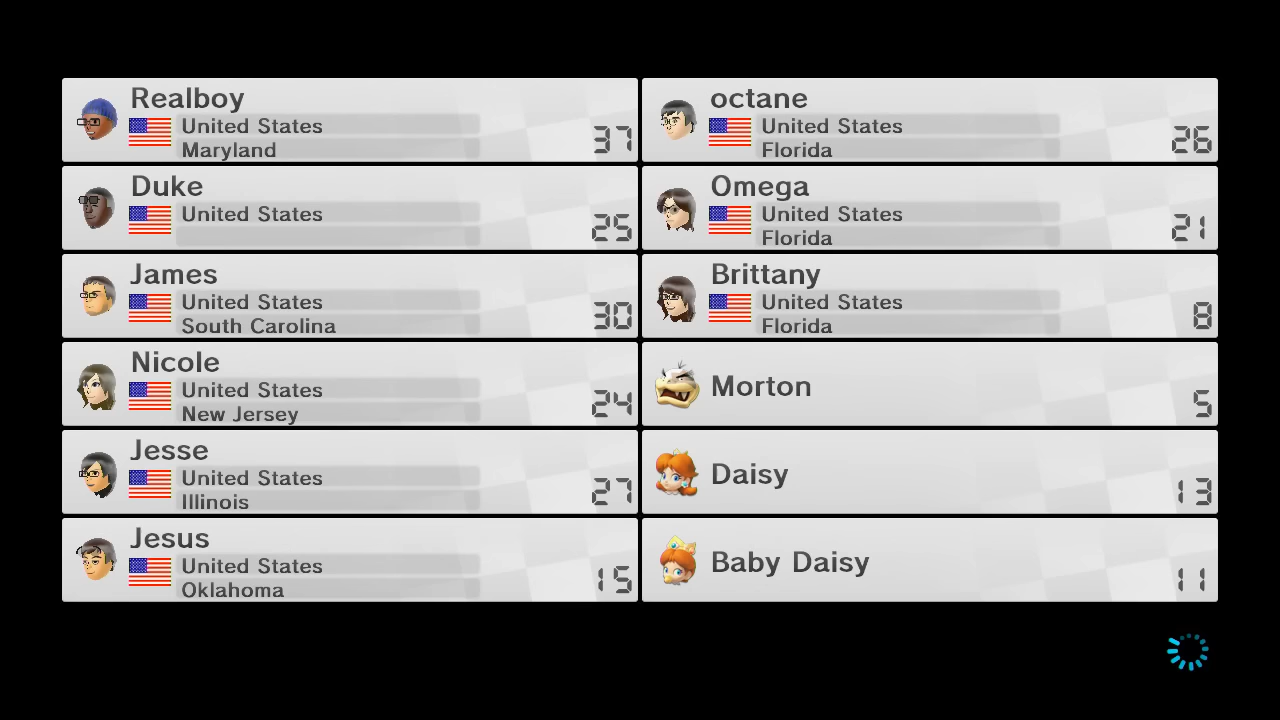 Realboy
United States
Maryland
37
octane
United States
Florida
26
Duke
United States
25
Omega
United States
Florida
21
James
United States
South Carolina
30
Brittany
United States
Florida
8
Nicole
United States
New Jersey
24
Morton
5
Jesse
United States
Illinois
27
Daisy
13
Jesus
United States
Oklahoma
15
Baby Daisy
11